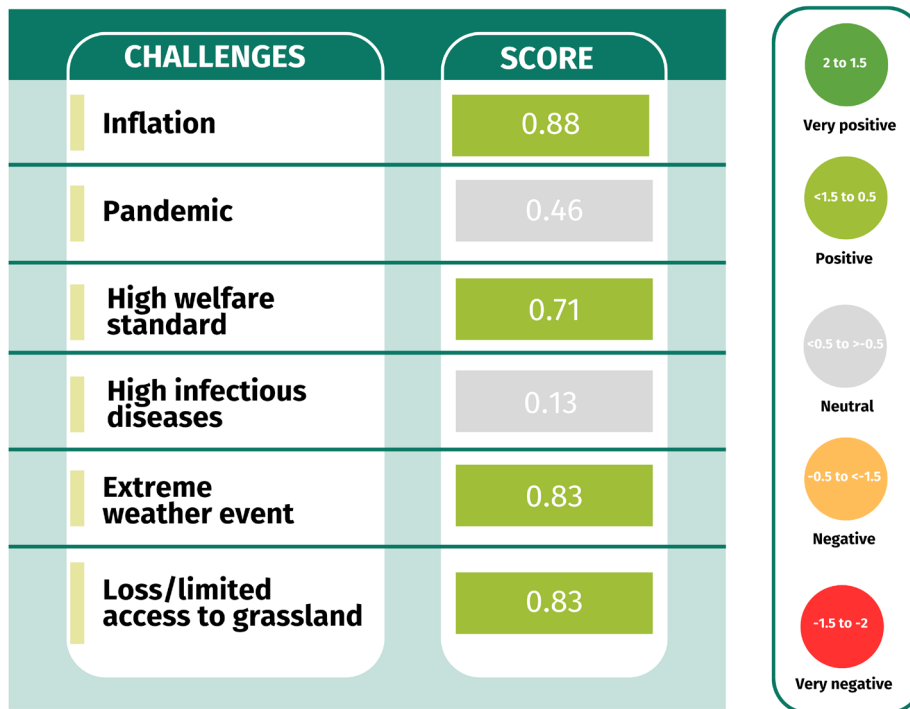 CHALLENGES
SCORE
Inflation
0.88
Pandemic
0.46
High welfare
standard
0.71
High infectious
diseases
0.13
Extreme
weather event
0.83
Loss/limited
access to grassland
0.83
2 to 1.5
Very positive
<1.5 to 0.5
Positive
<0.5 to >-0.5
Neutral
-0.5 to <-1.5
Negative
-1.5 to -2
Very negative